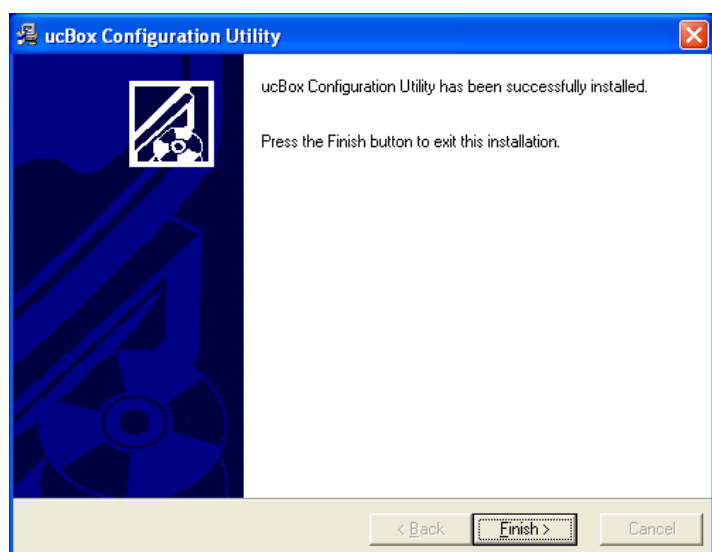 ucBox Configuration Utility
ucBox Configuration Utility has been successfully installed.
Press the Finish button to exit this installation.
< Back Finish > Cancel